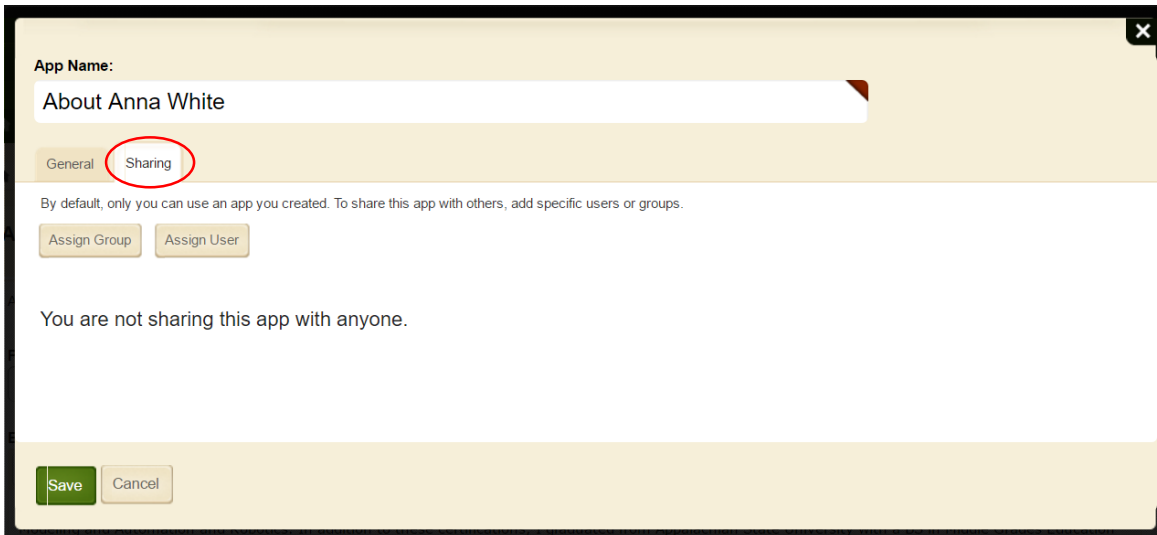 App Name:
About Anna White
General Sharing
By default, only you can use an app you created. To share this app with others, add specific users or groups.
Assign Group Assign User
You are not sharing this app with anyone.
Save Cancel